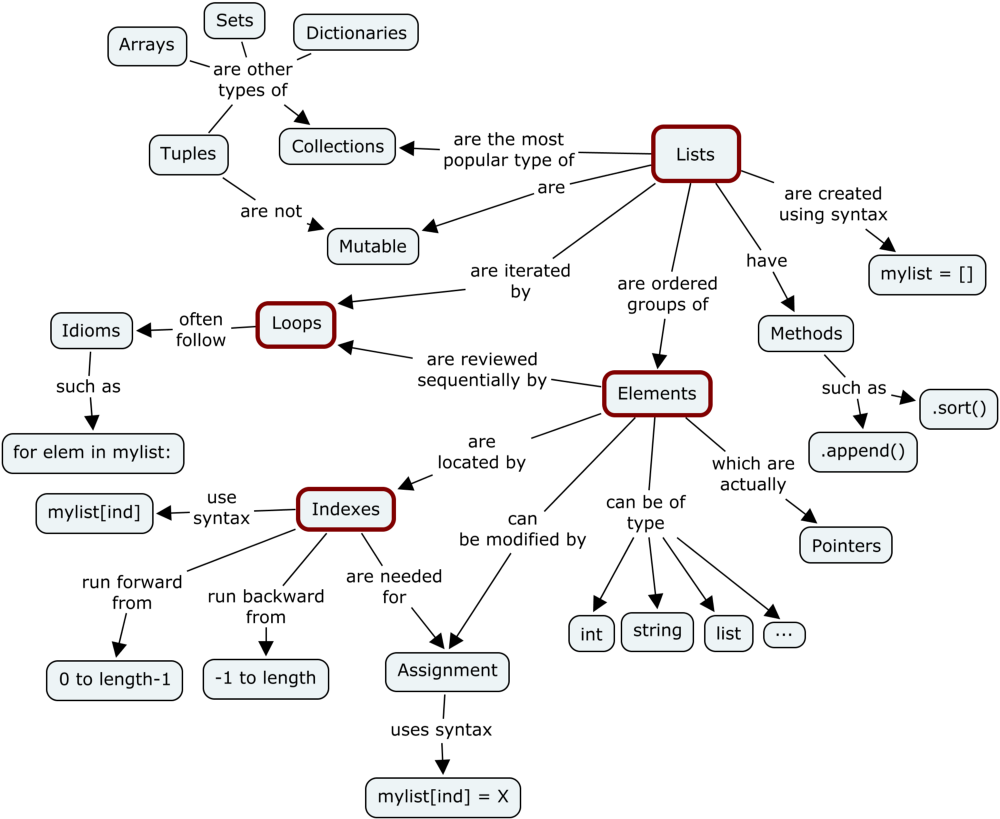 Sets
Arrays
Dictionaries
are other
types of
Tuples
Collections
are the most
popular type of
Lists
are
are not
Mutable
are created
using syntax
mylist = []
have
are iterated
by
are ordered
groups of
Methods
Idioms
often
follow
Loops
are reviewed
sequentially by
Elements
such as
such as
.sort()
.append()
for elem in mylist:
are
located by
which are
actually
mylist[ind]
use
syntax
Indexes
can
be modified by
can be of
type
Pointers
run forward
from
run backward
from
are needed
for
int
string
list
...
0 to length-1
-1 to length
Assignment
uses syntax
mylist[ind] = X